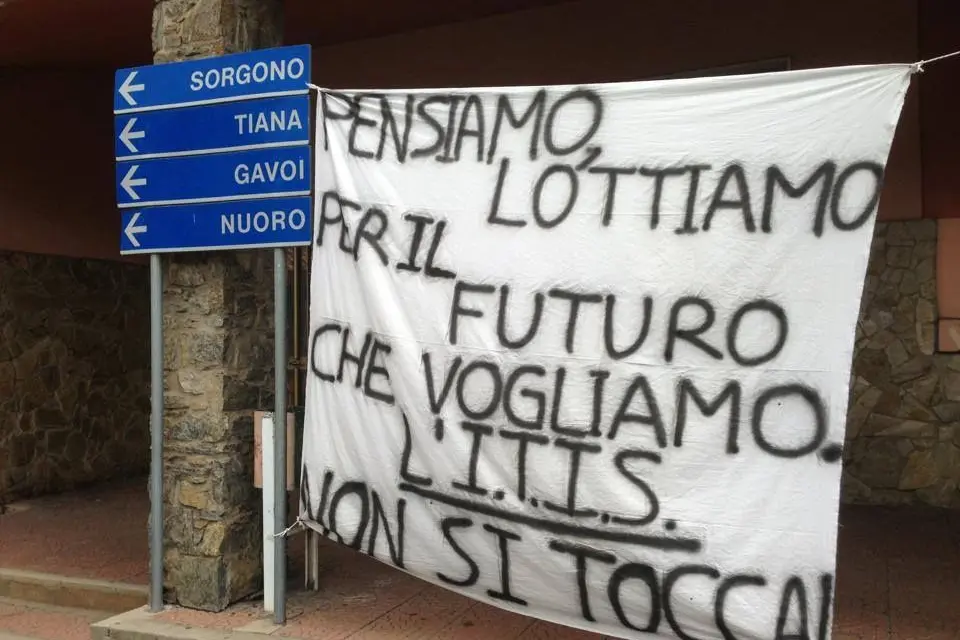 SORGONO
TIANA
GAVOI
NUORO
PENSIAMO,
LOTTIAMO
PER IL
FUTURO
CHE VOGLIAMO.
L'I.T.I.S.
NON SI TOCCA!